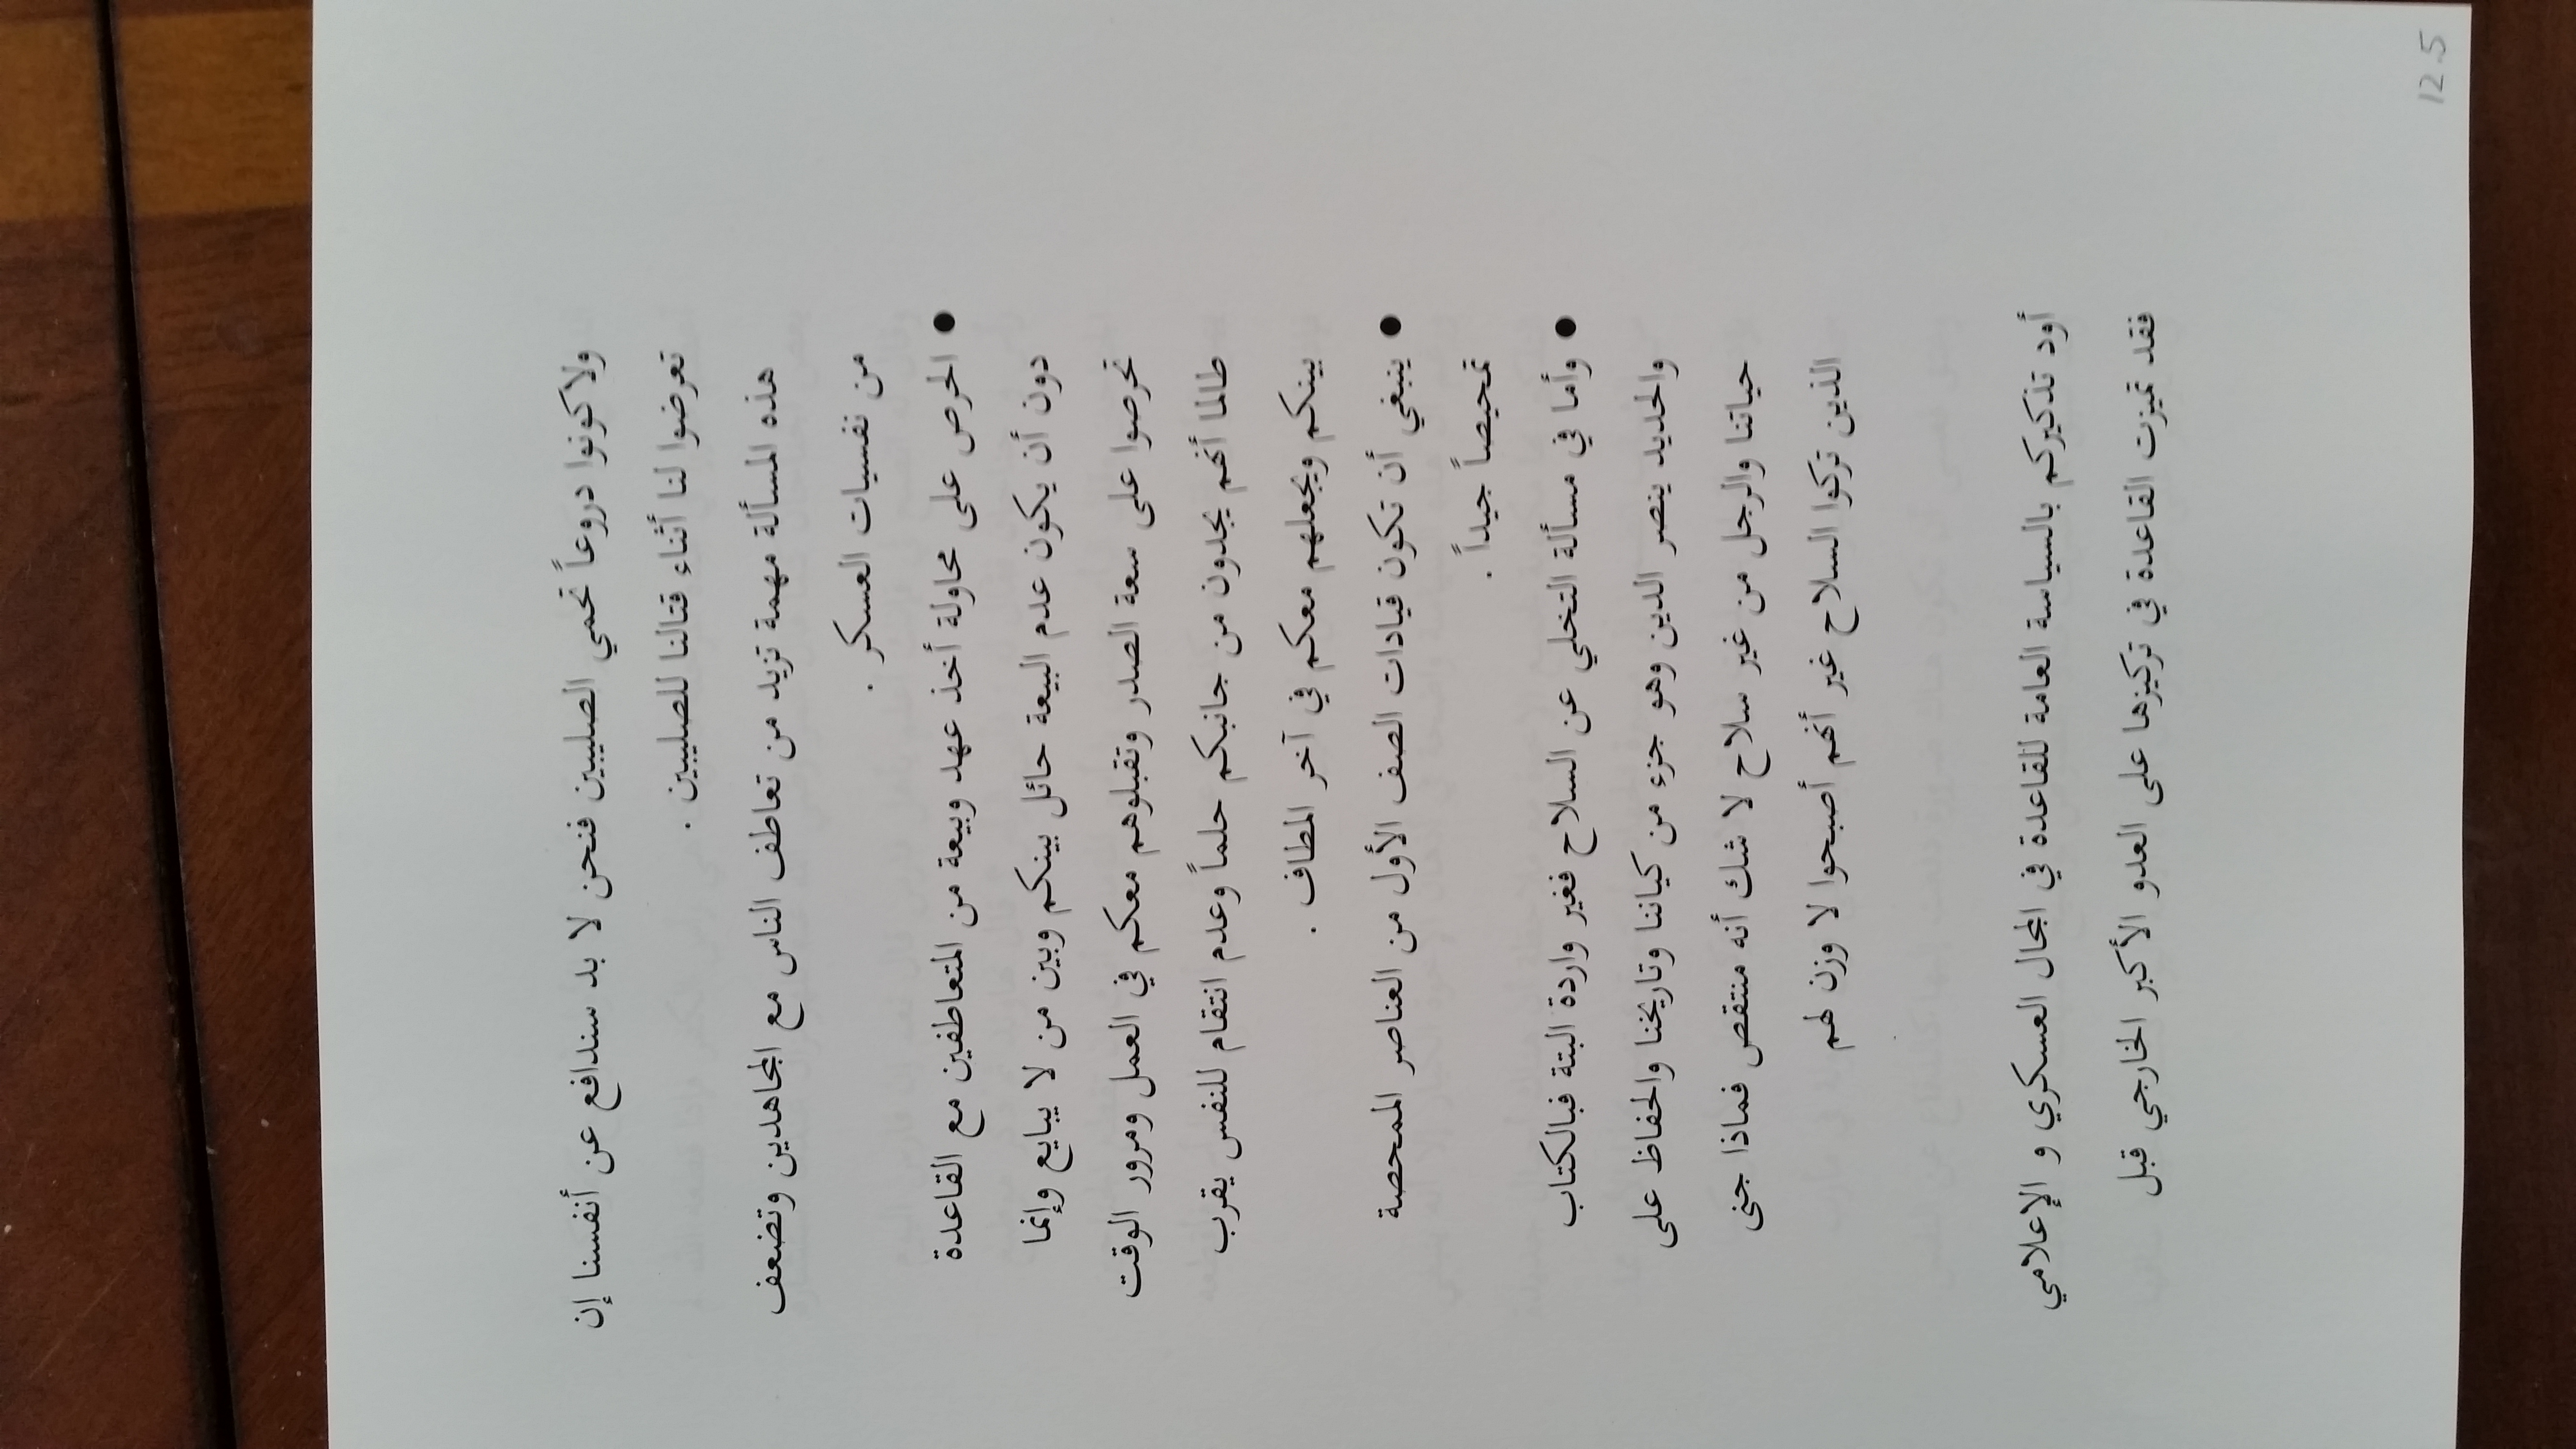 12.5
ولا كونوا دروعاً تحمي الصليبيين فنحن لا بد سندافع عن أنفسنا إن
تعرضوا لنا أثناء قتالنا للصليبيين .
هذه المسألة مهمة تزيد من تعاطف الناس مع المجاهدين وتضعف
من نفسيات العسكر .
● الحرص على محاولة أخذ عهد وبيعة من المتعاطفين مع القاعدة
دون أن يكون عدم البيعة حائل بينكم وبين من لا يبايع وإنما
تحرصوا على سعة الصدر وتقبلوهم معكم في العمل ومرور الوقت
طالما أنهم يجدون من جانبكم حلماً وعدم انتقام للنفس يقرب
بينكم ويجعلهم معكم في آخر المطاف .
● ينبغي أن تكون قيادات الصف الأول من العناصر الممحصة
تمحيصاً جيداً .
● وأما في مسألة التخلي عن السلاح فغير واردة البتة فبالكتاب
والحديد ينصر الدين وهو جزء من كياننا وتاريخنا والحفاظ على
حياتنا والرجل من غير سلاح لا شك أنه منتقص فماذا جنى
الذين تركوا السلاح غير أنهم أصبحوا لا وزن لهم
أود تذكيركم بالسياسة العامة للقاعدة في المجال العسكري و الإعلامي
فقد تميزت القاعدة في تركيزها على العدو الأكبر الخارجي قبل